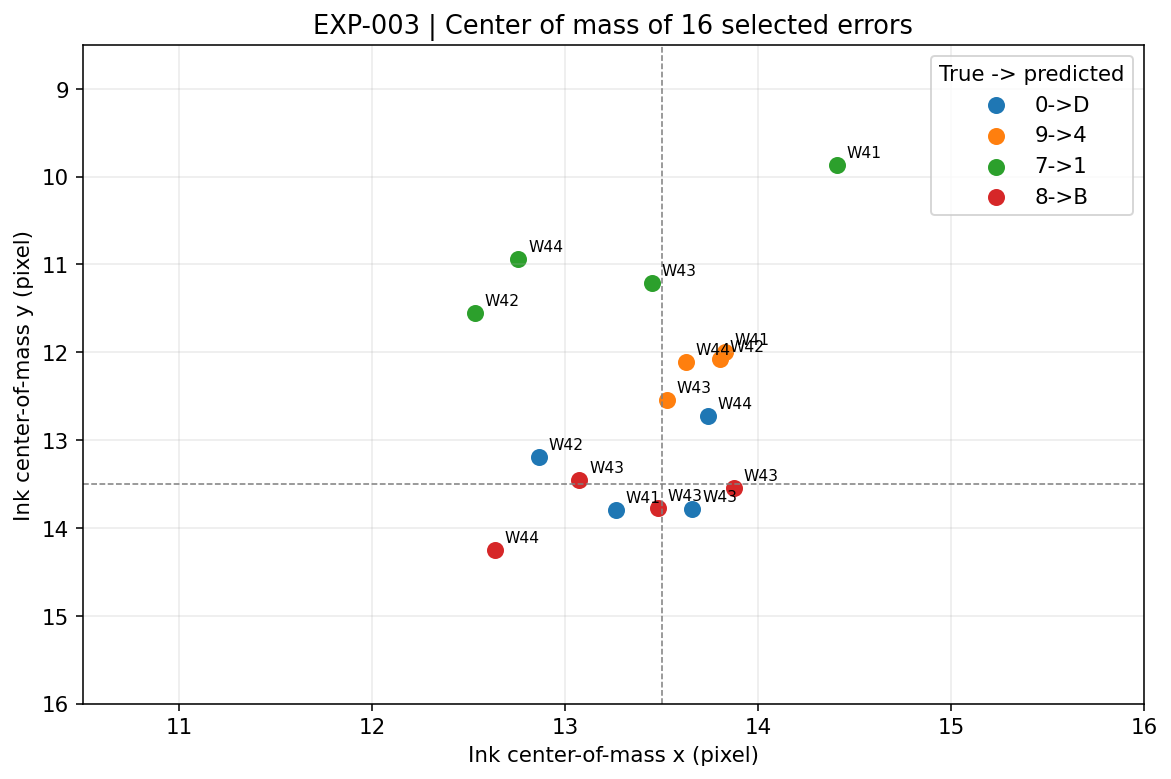 EXP-003 | Center of mass of 16 selected errors
True -> predicted
0->D
9->4
7->1
8->B
W41
W44
W43
W42
W41
W42
W44
W43
W44
W42
W43
W43
W41
W43
W43
W44
9
10
11
12
13
14
15
16
Ink center-of-mass y (pixel)
11
12
13
14
15
16
Ink center-of-mass x (pixel)